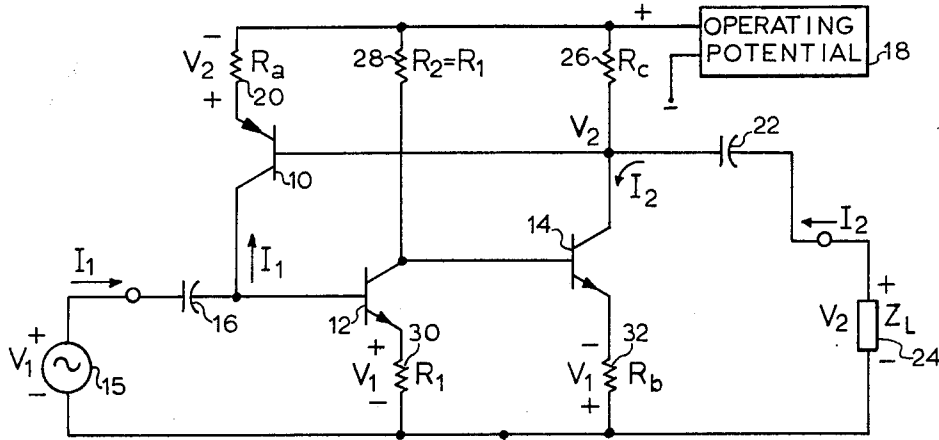 + OPERATING
POTENTIAL
18
−
− V2 + Ra
20
28 R2=R1
26 Rc
V2
22
10
I2
14
I2
I1
I1
16
12
30
32
+ V1 − 15
+ V1 − R1
− V1 + Rb
+ V2 − ZL
24